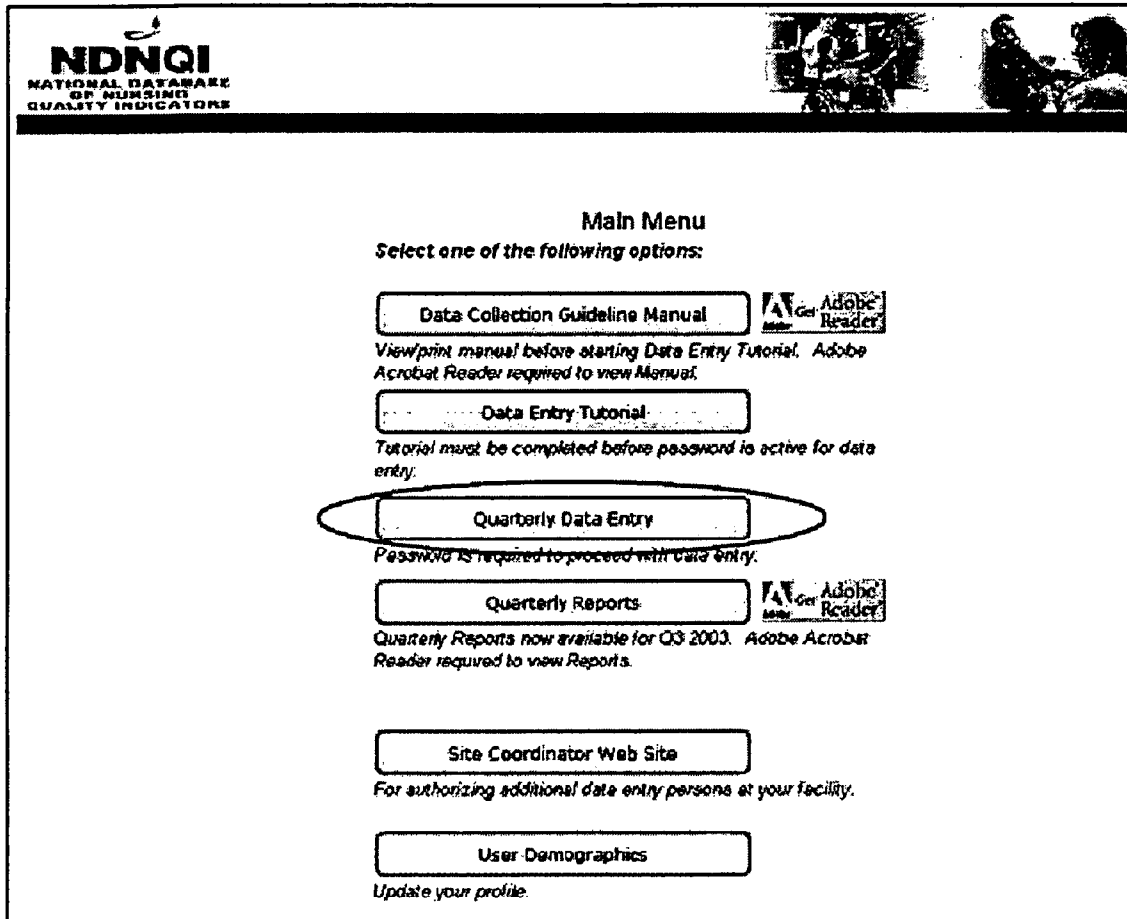 NDNQI
NATIONAL DATABASE
OF NURSING
QUALITY INDICATORS
Main Menu
Select one of the following options:
Data Collection Guideline Manual
Adobe
Get Adobe
Reader
View/print manual before starting Data Entry Tutorial. Adobe
Acrobat Reader required to view Manual.
Data Entry Tutorial
Tutorial must be completed before password is active for data
entry.
Quarterly Data Entry
Password is required to proceed with data entry.
Quarterly Reports
Adobe
Get Adobe
Reader
Quarterly Reports now available for Q3 2003. Adobe Acrobat
Reader required to view Reports.
Site Coordinator Web Site
For authorizing additional data entry persons at your facility.
User Demographics
Update your profile.